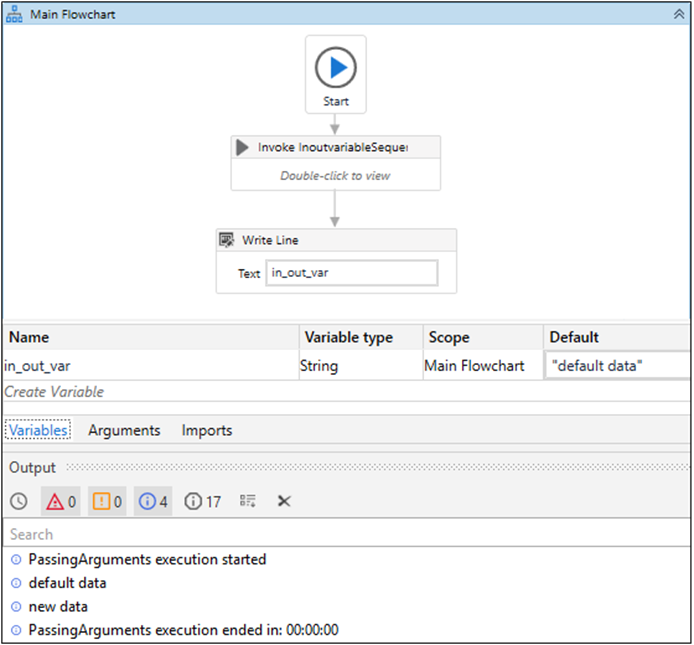 Main Flowchart
Start
Invoke InoutvariableSequer
Double-click to view
Write Line
Text in_out_var
Name Variable type Scope Default
in_out_var String Main Flowchart "default data"
Create Variable
Variables Arguments Imports
Output
0 0 4 17
Search
PassingArguments execution started
default data
new data
PassingArguments execution ended in: 00:00:00